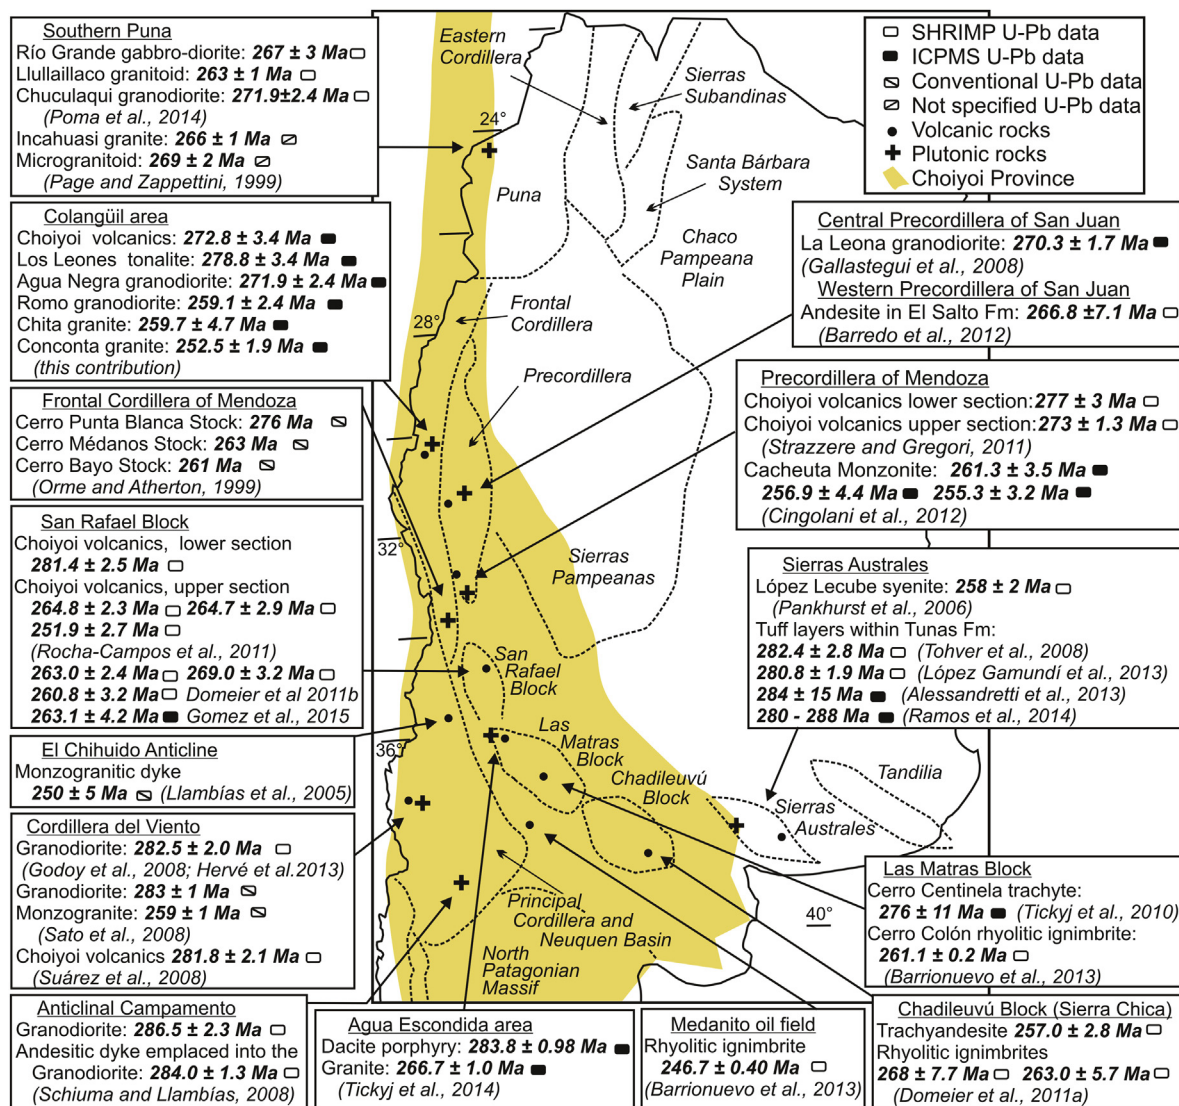 Southern Puna
Río Grande gabbro-diorite: 267 ± 3 Ma
Llullaillaco granitoid: 263 ± 1 Ma
Chuculaqui granodiorite: 271.9±2.4 Ma
(Poma et al., 2014)
Incahuasi granite: 266 ± 1 Ma
Microgranitoid: 269 ± 2 Ma
(Page and Zappettini, 1999)
Colangüil area
Choiyoi volcanics: 272.8 ± 3.4 Ma
Los Leones tonalite: 278.8 ± 3.4 Ma
Agua Negra granodiorite: 271.9 ± 2.4 Ma
Romo granodiorite: 259.1 ± 2.4 Ma
Chita granite: 259.7 ± 4.7 Ma
Conconta granite: 252.5 ± 1.9 Ma
(this contribution)
Frontal Cordillera of Mendoza
Cerro Punta Blanca Stock: 276 Ma
Cerro Médanos Stock: 263 Ma
Cerro Bayo Stock: 261 Ma
(Orme and Atherton, 1999)
San Rafael Block
Choiyoi volcanics, lower section
281.4 ± 2.5 Ma
Choiyoi volcanics, upper section
264.8 ± 2.3 Ma 264.7 ± 2.9 Ma
251.9 ± 2.7 Ma
(Rocha-Campos et al., 2011)
263.0 ± 2.4 Ma 269.0 ± 3.2 Ma
260.8 ± 3.2 Ma Domeier et al 2011b
263.1 ± 4.2 Ma Gomez et al., 2015
El Chihuido Anticline
Monzogranitic dyke
250 ± 5 Ma (Llambías et al., 2005)
Cordillera del Viento
Granodiorite: 282.5 ± 2.0 Ma
(Godoy et al., 2008; Hervé et al.2013)
Granodiorite: 283 ± 1 Ma
Monzogranite: 259 ± 1 Ma
(Sato et al., 2008)
Choiyoi volcanics 281.8 ± 2.1 Ma
(Suárez et al., 2008)
Anticlinal Campamento
Granodiorite: 286.5 ± 2.3 Ma
Andesitic dyke emplaced into the
Granodiorite: 284.0 ± 1.3 Ma
(Schiuma and Llambías, 2008)
Agua Escondida area
Dacite porphyry: 283.8 ± 0.98 Ma
Granite: 266.7 ± 1.0 Ma
(Tickyj et al., 2014)
Medanito oil field
Rhyolitic ignimbrite
246.7 ± 0.40 Ma
(Barrionuevo et al., 2013)
Chadileuvú Block (Sierra Chica)
Trachyandesite 257.0 ± 2.8 Ma
Rhyolitic ignimbrites
268 ± 7.7 Ma 263.0 ± 5.7 Ma
(Domeier et al., 2011a)
Las Matras Block
Cerro Centinela trachyte:
276 ± 11 Ma (Tickyj et al., 2010)
Cerro Colón rhyolitic ignimbrite:
261.1 ± 0.2 Ma
(Barrionuevo et al., 2013)
Sierras Australes
López Lecube syenite: 258 ± 2 Ma
(Pankhurst et al., 2006)
Tuff layers within Tunas Fm:
282.4 ± 2.8 Ma (Tohver et al., 2008)
280.8 ± 1.9 Ma (López Gamundí et al., 2013)
284 ± 15 Ma (Alessandretti et al., 2013)
280 - 288 Ma (Ramos et al., 2014)
Precordillera of Mendoza
Choiyoi volcanics lower section: 277 ± 3 Ma
Choiyoi volcanics upper section: 273 ± 1.3 Ma
(Strazzere and Gregori, 2011)
Cacheuta Monzonite: 261.3 ± 3.5 Ma
256.9 ± 4.4 Ma 255.3 ± 3.2 Ma
(Cingolani et al., 2012)
Central Precordillera of San Juan
La Leona granodiorite: 270.3 ± 1.7 Ma
(Gallastegui et al., 2008)
Western Precordillera of San Juan
Andesite in El Salto Fm: 266.8 ±7.1 Ma
(Barredo et al., 2012)
SHRIMP U-Pb data
ICPMS U-Pb data
Conventional U-Pb data
Not specified U-Pb data
Volcanic rocks
Plutonic rocks
Choiyoi Province
Eastern
Cordillera
Sierras
Subandinas
24°
Santa Bárbara
System
Puna
Chaco
Pampeana
Plain
Frontal
Cordillera
28°
Precordillera
32°
Sierras
Pampeanas
San
Rafael
Block
Las
Matras
Block
36°
Chadileuvú
Block
Tandilia
Sierras
Australes
Principal
Cordillera and
Neuquen Basin
40°
North
Patagonian
Massif